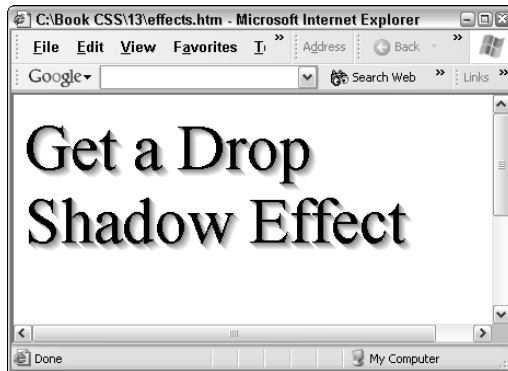 C:\Book CSS\13\effects.htm - Microsoft Internet Explorer
File Edit View Favorites » Address Back »
Google Search Web » Links »
Get a Drop
Shadow Effect
Done My Computer